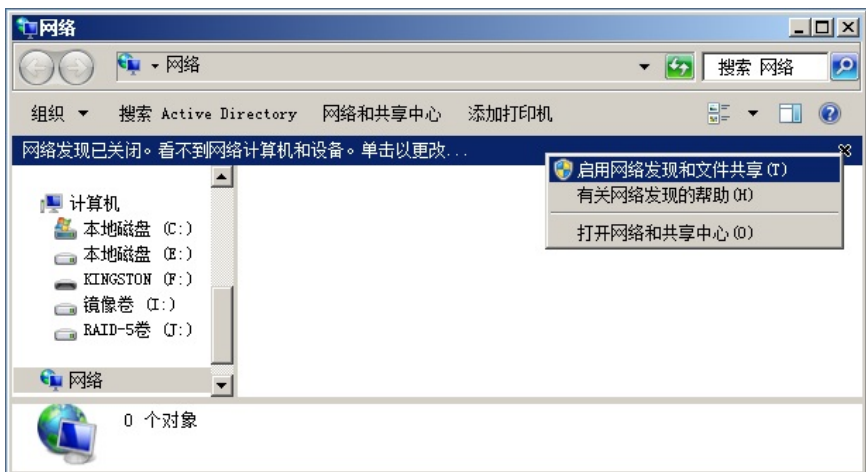 网络
网络
搜索 网络
组织 搜索 Active Directory 网络和共享中心 添加打印机
网络发现已关闭。看不到网络计算机和设备。单击以更改...
启用网络发现和文件共享(T)
有关网络发现的帮助(H)
打开网络和共享中心(O)
计算机
本地磁盘 (C:)
本地磁盘 (E:)
KINGSTON (F:)
镜像卷 (I:)
RAID-5卷 (J:)
网络
0 个对象